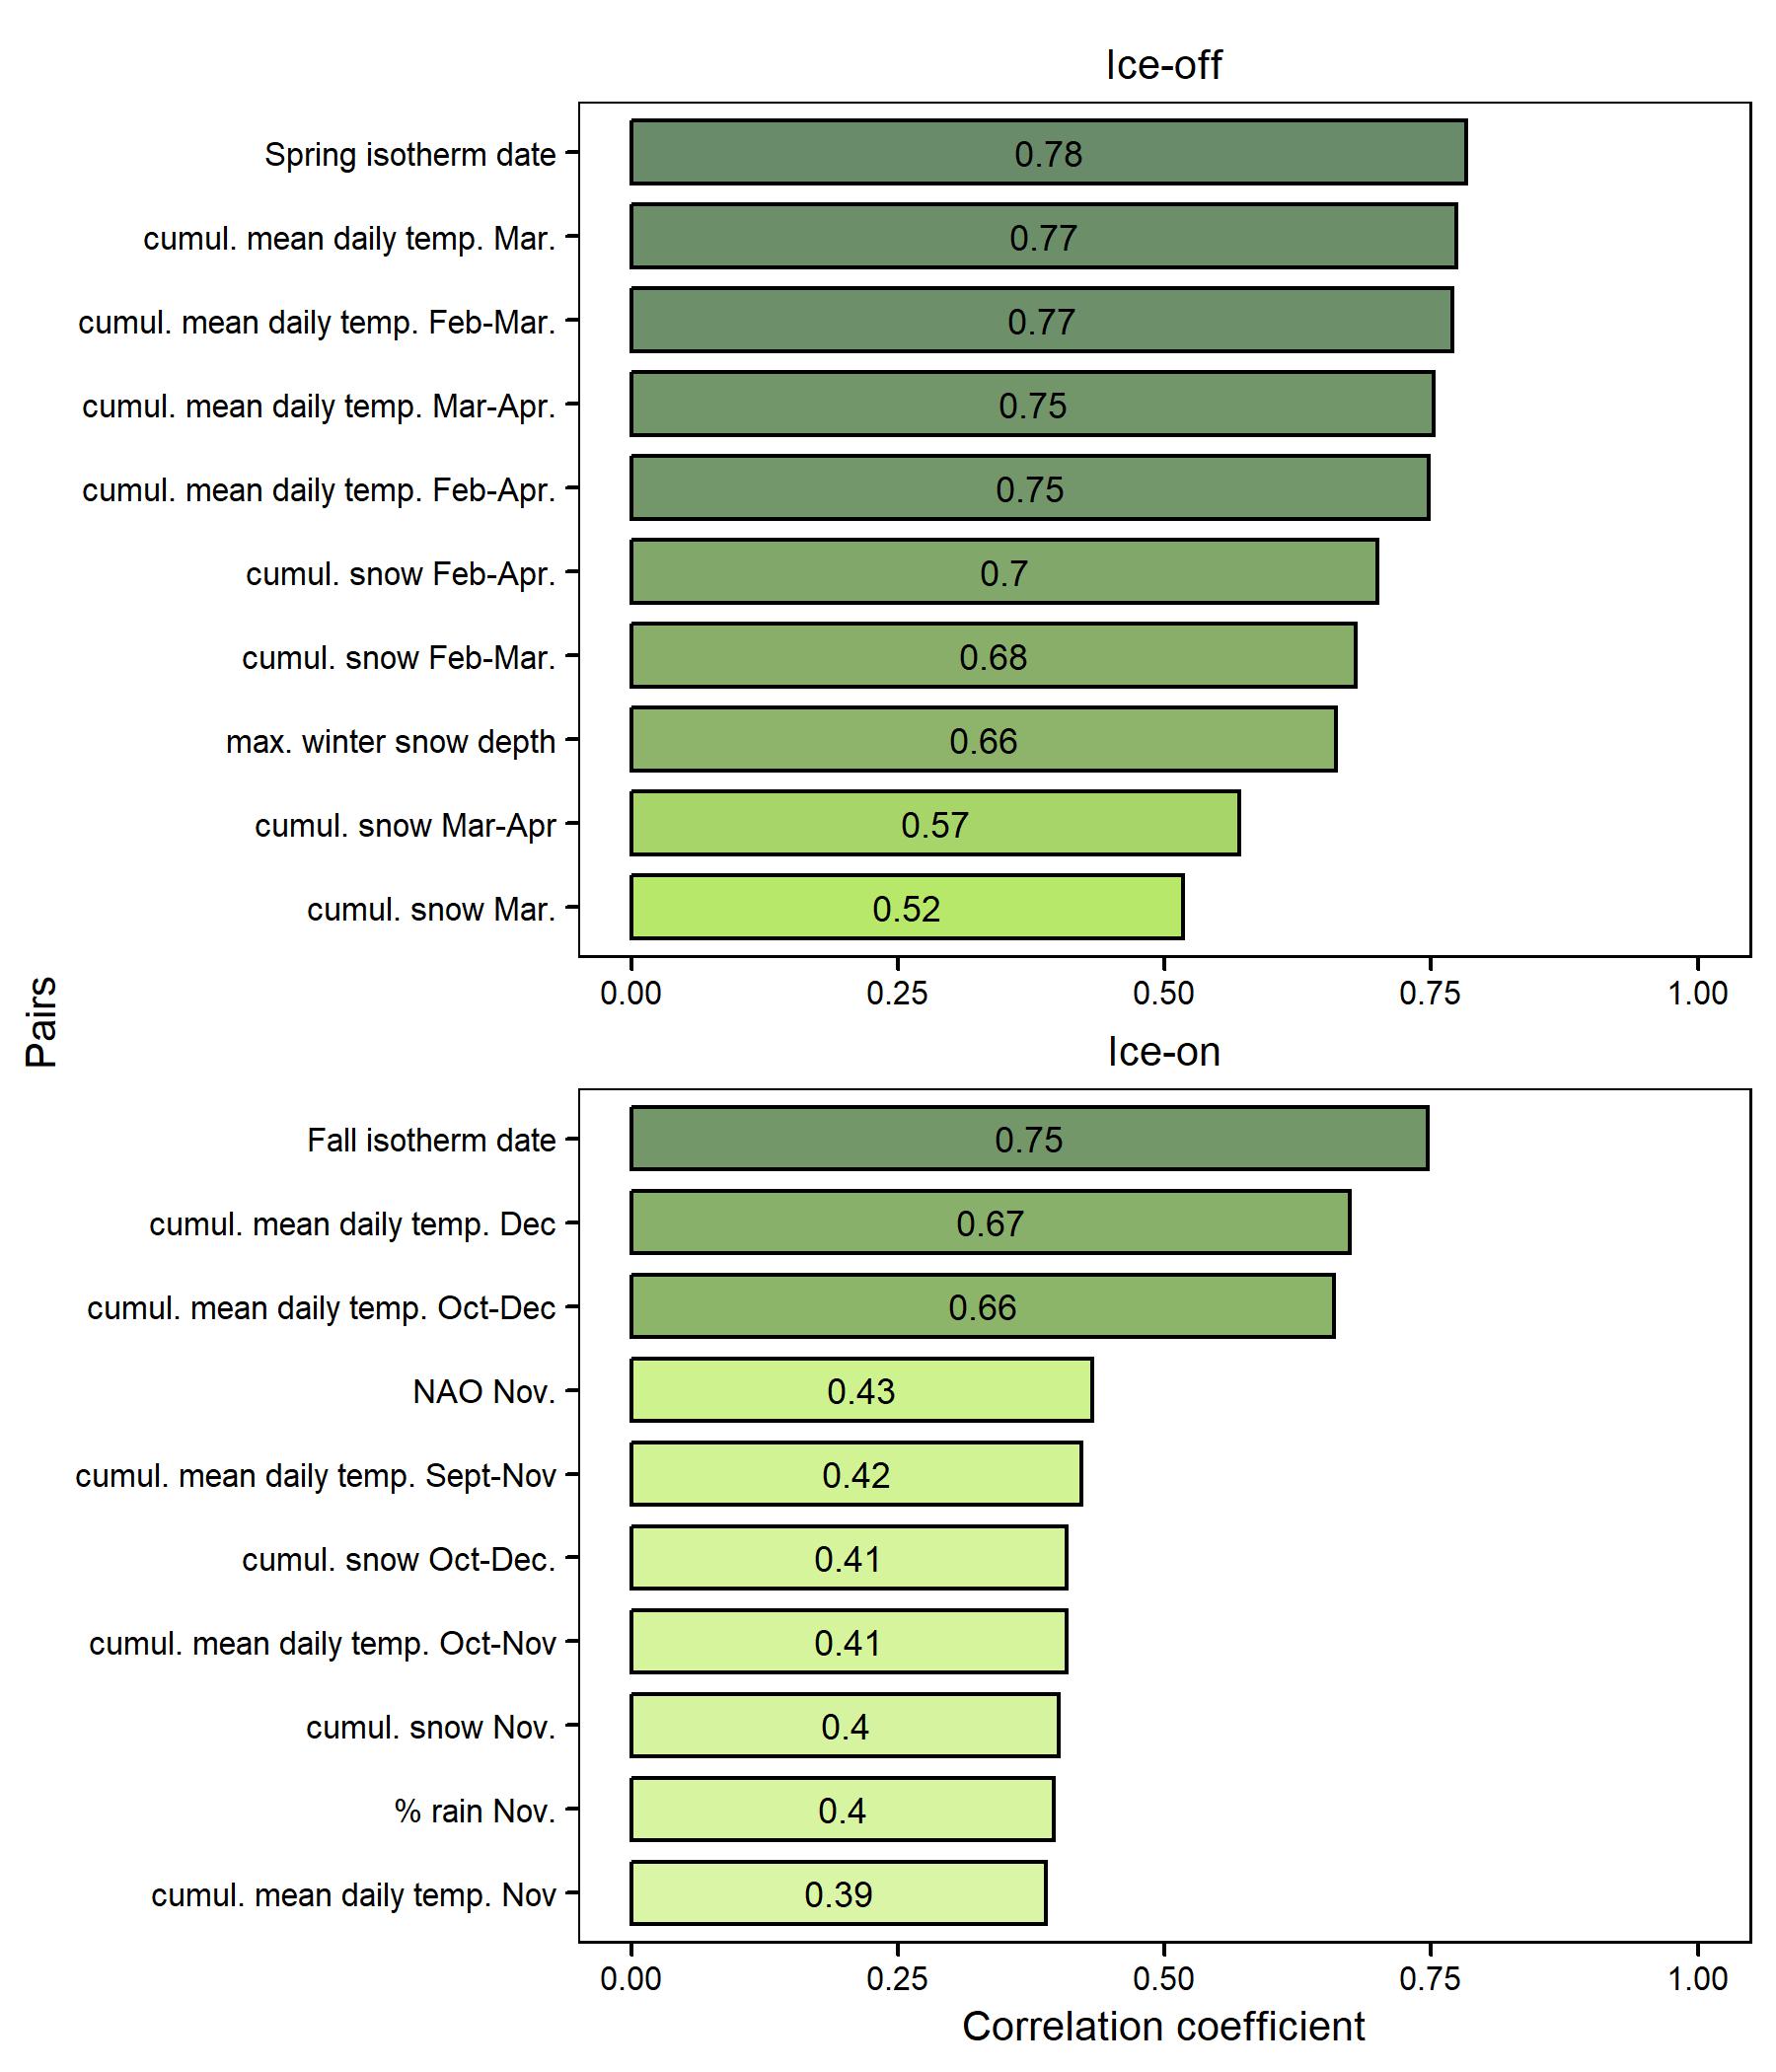 Ice-off
Spring isotherm date 0.78
cumul. mean daily temp. Mar. 0.77
cumul. mean daily temp. Feb-Mar. 0.77
cumul. mean daily temp. Mar-Apr. 0.75
cumul. mean daily temp. Feb-Apr. 0.75
cumul. snow Feb-Apr. 0.7
cumul. snow Feb-Mar. 0.68
max. winter snow depth 0.66
cumul. snow Mar-Apr 0.57
cumul. snow Mar. 0.52
0.00 0.25 0.50 0.75 1.00
Pairs
Ice-on
Fall isotherm date 0.75
cumul. mean daily temp. Dec 0.67
cumul. mean daily temp. Oct-Dec 0.66
NAO Nov. 0.43
cumul. mean daily temp. Sept-Nov 0.42
cumul. snow Oct-Dec. 0.41
cumul. mean daily temp. Oct-Nov 0.41
cumul. snow Nov. 0.4
% rain Nov. 0.4
cumul. mean daily temp. Nov 0.39
0.00 0.25 0.50 0.75 1.00
Correlation coefficient